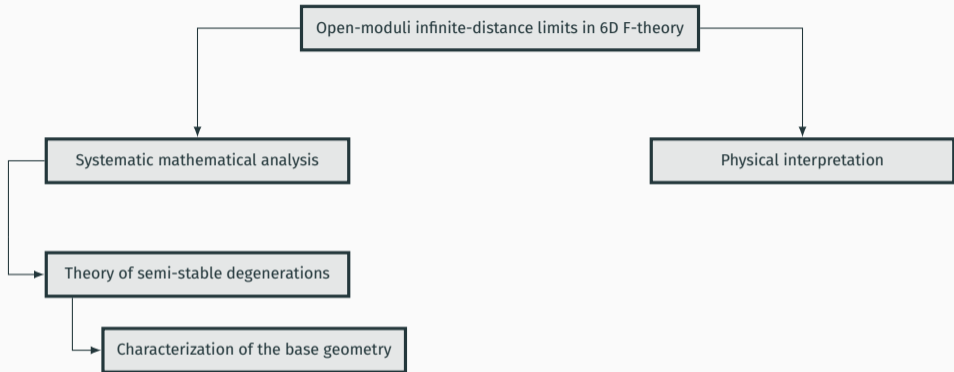 Open-moduli infinite-distance limits in 6D F-theory
Systematic mathematical analysis
Physical interpretation
Theory of semi-stable degenerations
Characterization of the base geometry